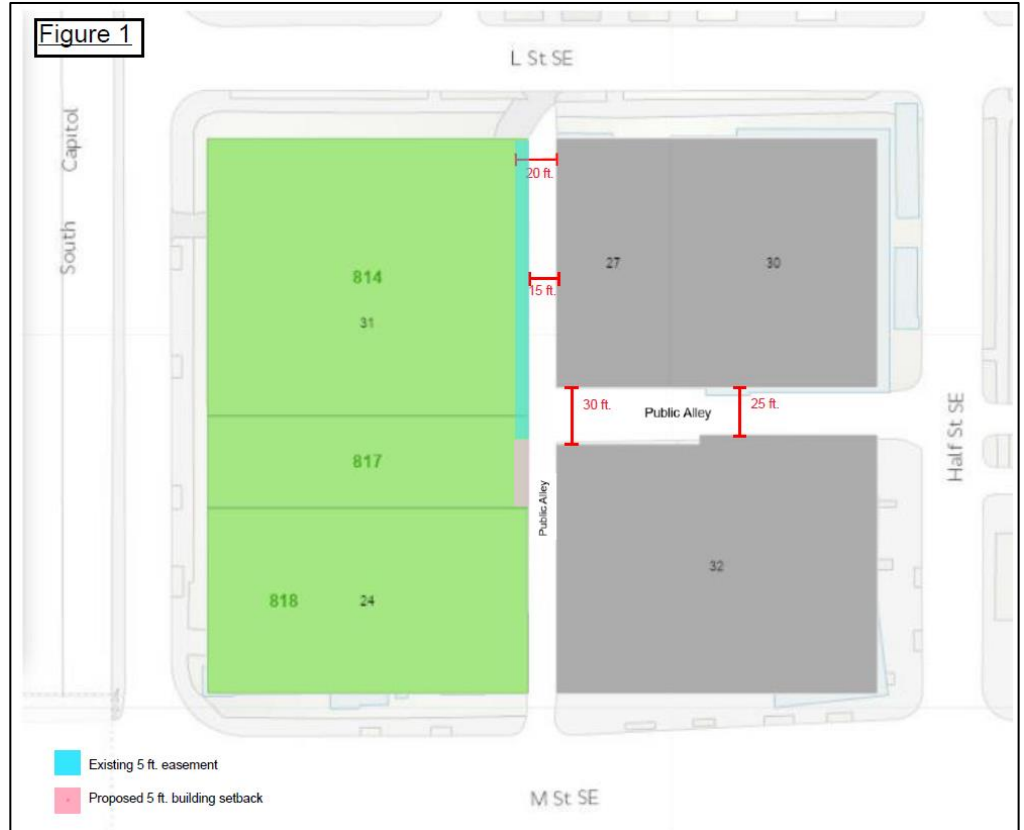 Figure 1
L St SE
South Capitol
20 ft.
814
31
27
30
15 ft.
30 ft.
Public Alley
25 ft.
Half St SE
817
Public Alley
32
818
24
Existing 5 ft. easement
Proposed 5 ft. building setback
M St SE